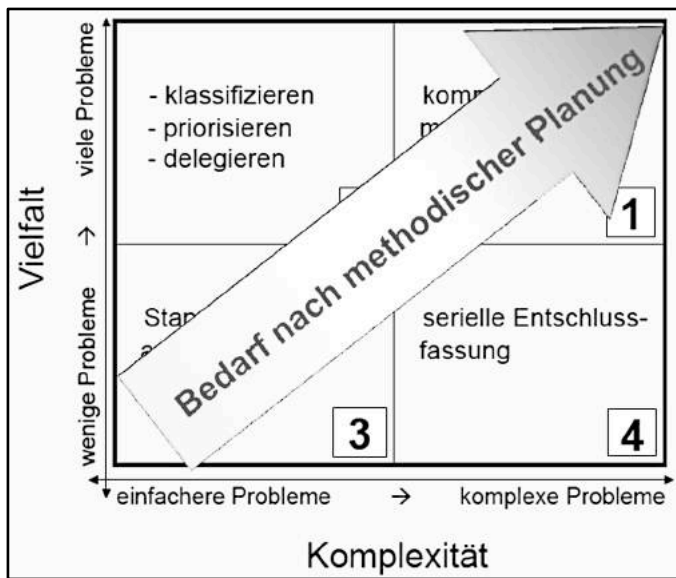 Vielfalt
wenige Probleme → viele Probleme
- klassifizieren
- priorisieren
- delegieren
1
Bedarf nach methodischer Planung
serielle Entschluss-
fassung
3
4
einfachere Probleme → komplexe Probleme
Komplexität